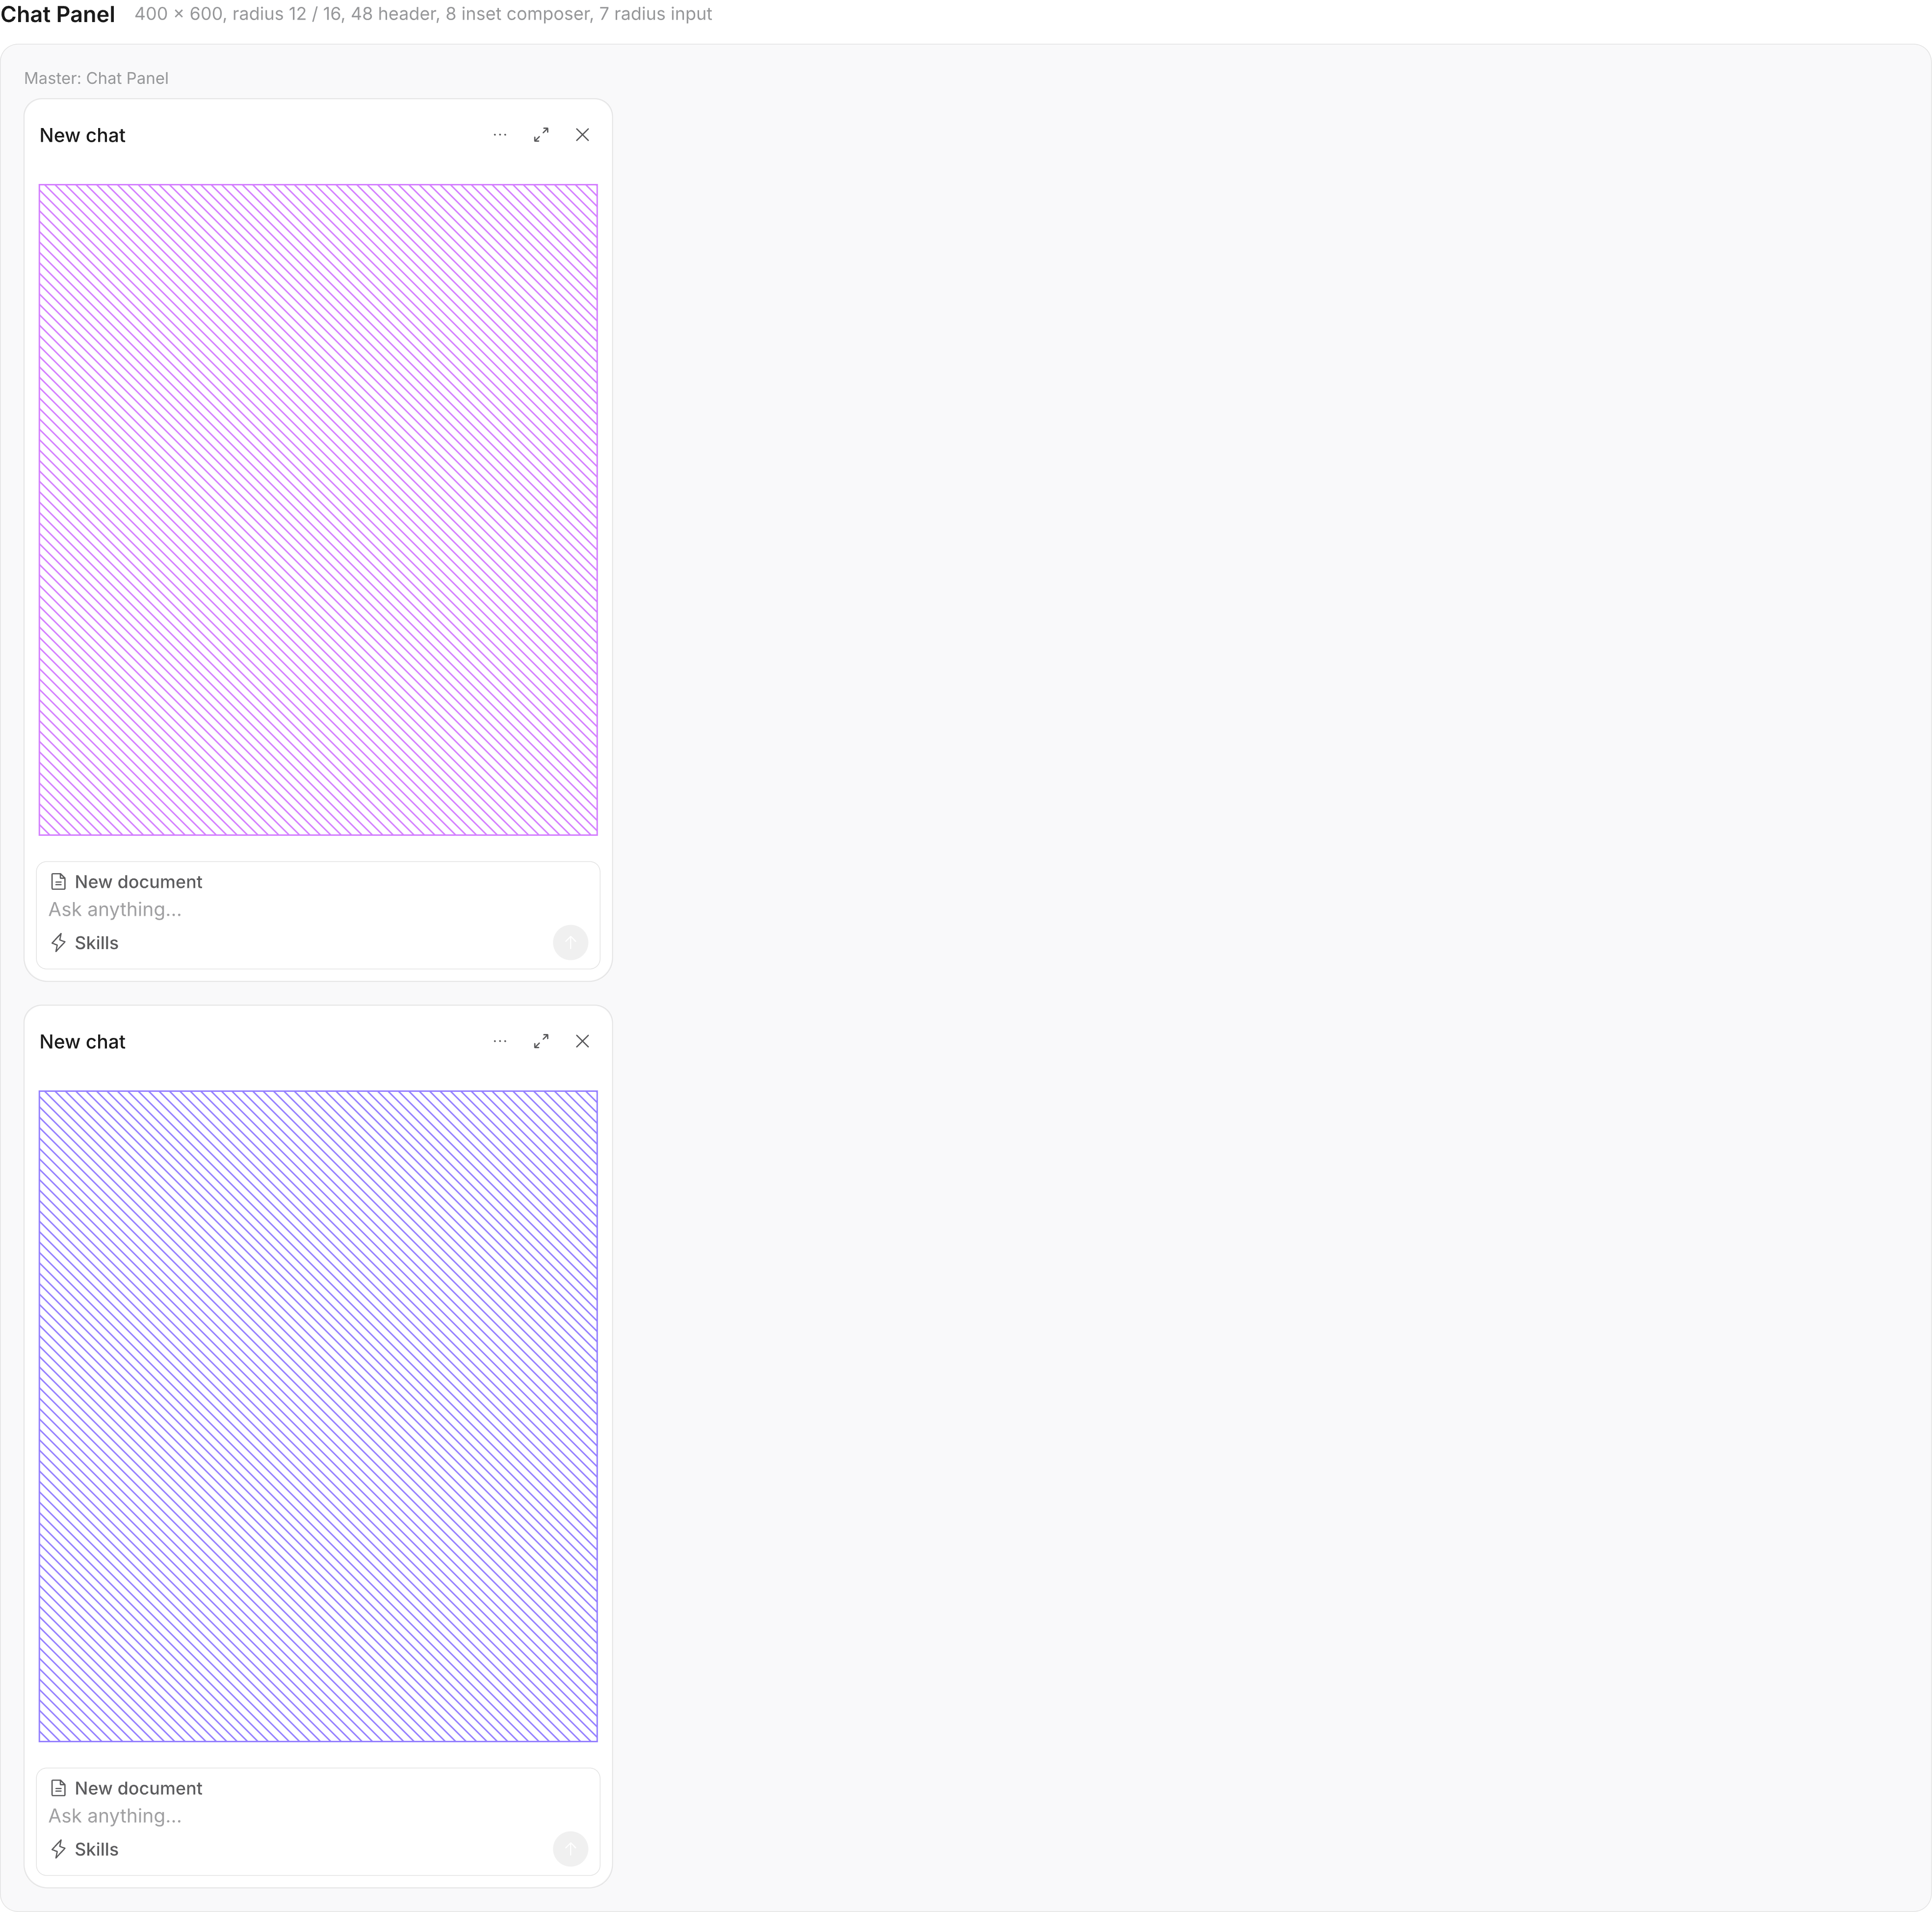 Chat Panel 400 × 600, radius 12 / 16, 48 header, 8 inset composer, 7 radius input
Master: Chat Panel
New chat
New document
Ask anything...
Skills
New chat
New document
Ask anything...
Skills